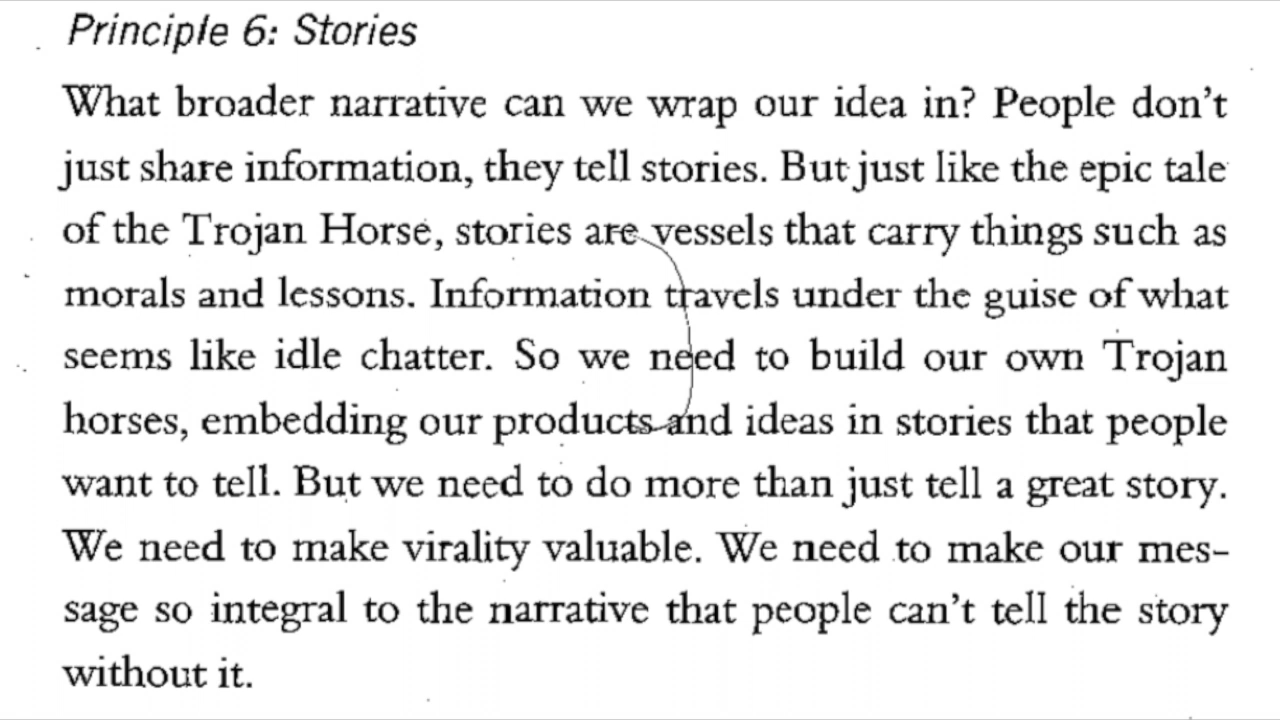 Principle 6: Stories
What broader narrative can we wrap our idea in? People don't
just share information, they tell stories. But just like the epic tale
of the Trojan Horse, stories are vessels that carry things such as
morals and lessons. Information travels under the guise of what
seems like idle chatter. So we need to build our own Trojan
horses, embedding our products and ideas in stories that people
want to tell. But we need to do more than just tell a great story.
We need to make virality valuable. We need to make our mes-
sage so integral to the narrative that people can't tell the story
without it.